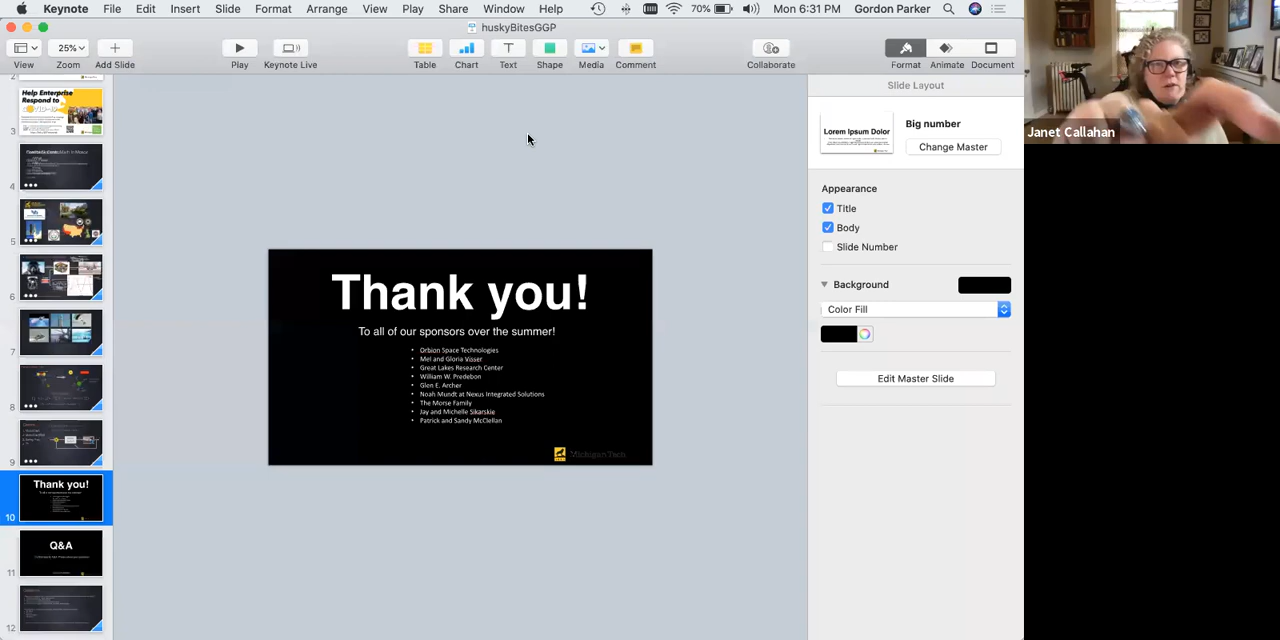 Keynote File Edit Insert Slide Format Arrange View Play Share Window Help 70% Mon 6:31 PM Gordon Parker
huskyBitesGGP
25%
View Zoom Add Slide Play Keynote Live Table Chart Text Shape Media Comment Collaborate Format Animate Document
Slide Layout
Lorem Ipsum Dolor
Big number
Change Master
Appearance
Title
Body
Slide Number
Background
Color Fill
Edit Master Slide
Janet Callahan
Thank you!
To all of our sponsors over the summer!
• Orbion Space Technologies
• Mel and Gloria Visser
• Great Lakes Research Center
• William W. Predebon
• Glen E. Archer
• Noah Mundt at Nexus Integrated Solutions
• The Morse Family
• Jay and Michelle Sikarskie
• Patrick and Sandy McClellan
Michigan Tech
2
Help Enterprise
Respond to
COVID-19
3
4
5
6
7
8
9
Thank you!
10
Q&A
11
12